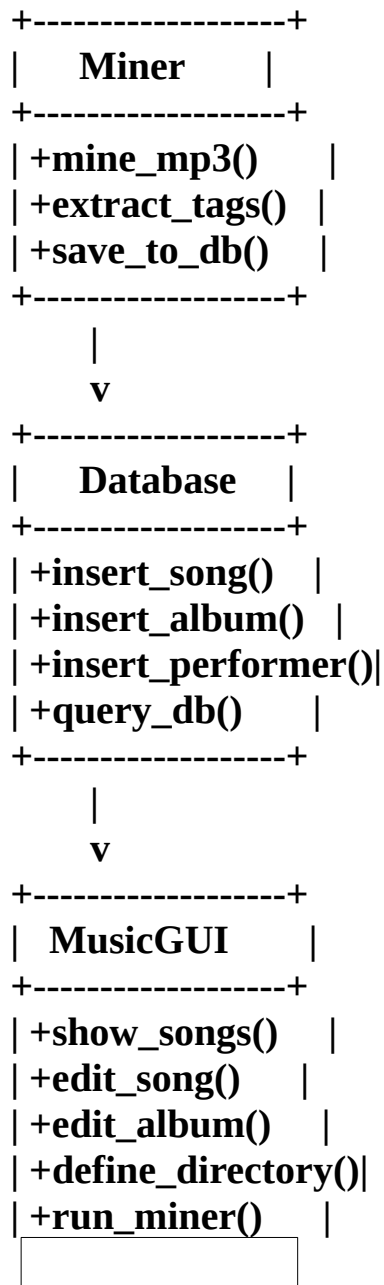 +-------------------+
|      Miner        |
+-------------------+
| +mine_mp3()       |
| +extract_tags()   |
| +save_to_db()     |
+-------------------+
|
v
+-------------------+
|      Database     |
+-------------------+
| +insert_song()    |
| +insert_album()   |
| +insert_performer()|
| +query_db()       |
+-------------------+
|
v
+-------------------+
|   MusicGUI        |
+-------------------+
| +show_songs()     |
| +edit_song()      |
| +edit_album()     |
| +define_directory()|
| +run_miner()      |